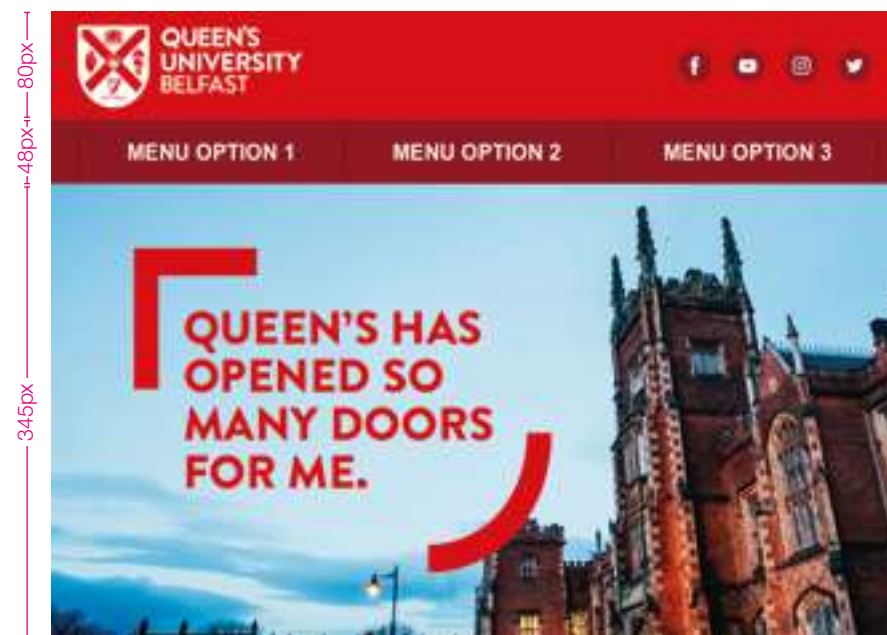 80px
48px
345px
QUEEN'S
UNIVERSITY
BELFAST
MENU OPTION 1
MENU OPTION 2
MENU OPTION 3
QUEEN'S HAS
OPENED SO
MANY DOORS
FOR ME.